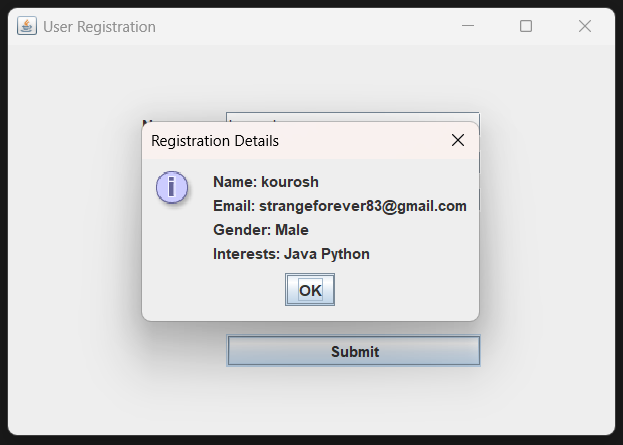 User Registration
Registration Details
Name: kourosh
Email: strangeforever83@gmail.com
Gender: Male
Interests: Java Python
OK
Submit